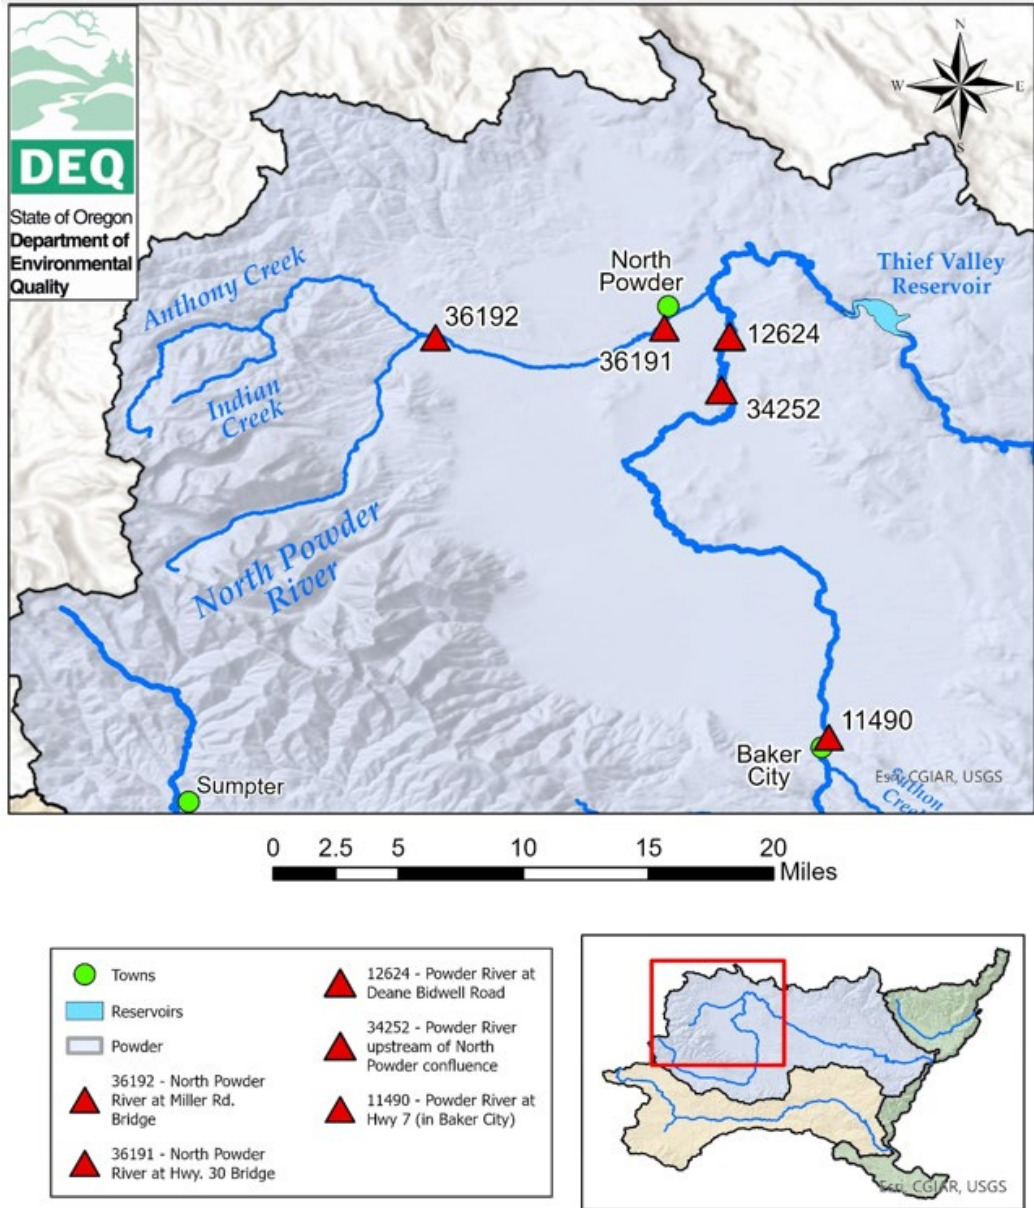 N
W
E
S
DEQ
State of Oregon
Department of
Environmental
Quality
Anthony Creek
Indian
Creek
North Powder
River
36192
North
Powder
36191
12624
34252
Thief Valley
Reservoir
11490
Baker
City
Esri, CGIAR, USGS
Sumpter
0 2.5 5 10 15 20
Miles
Towns
Reservoirs
Powder
36192 - North Powder
River at Miller Rd.
Bridge
36191 - North Powder
River at Hwy. 30 Bridge
12624 - Powder River at
Deane Bidwell Road
34252 - Powder River
upstream of North
Powder confluence
11490 - Powder River at
Hwy 7 (in Baker City)
Esri, CGIAR, USGS